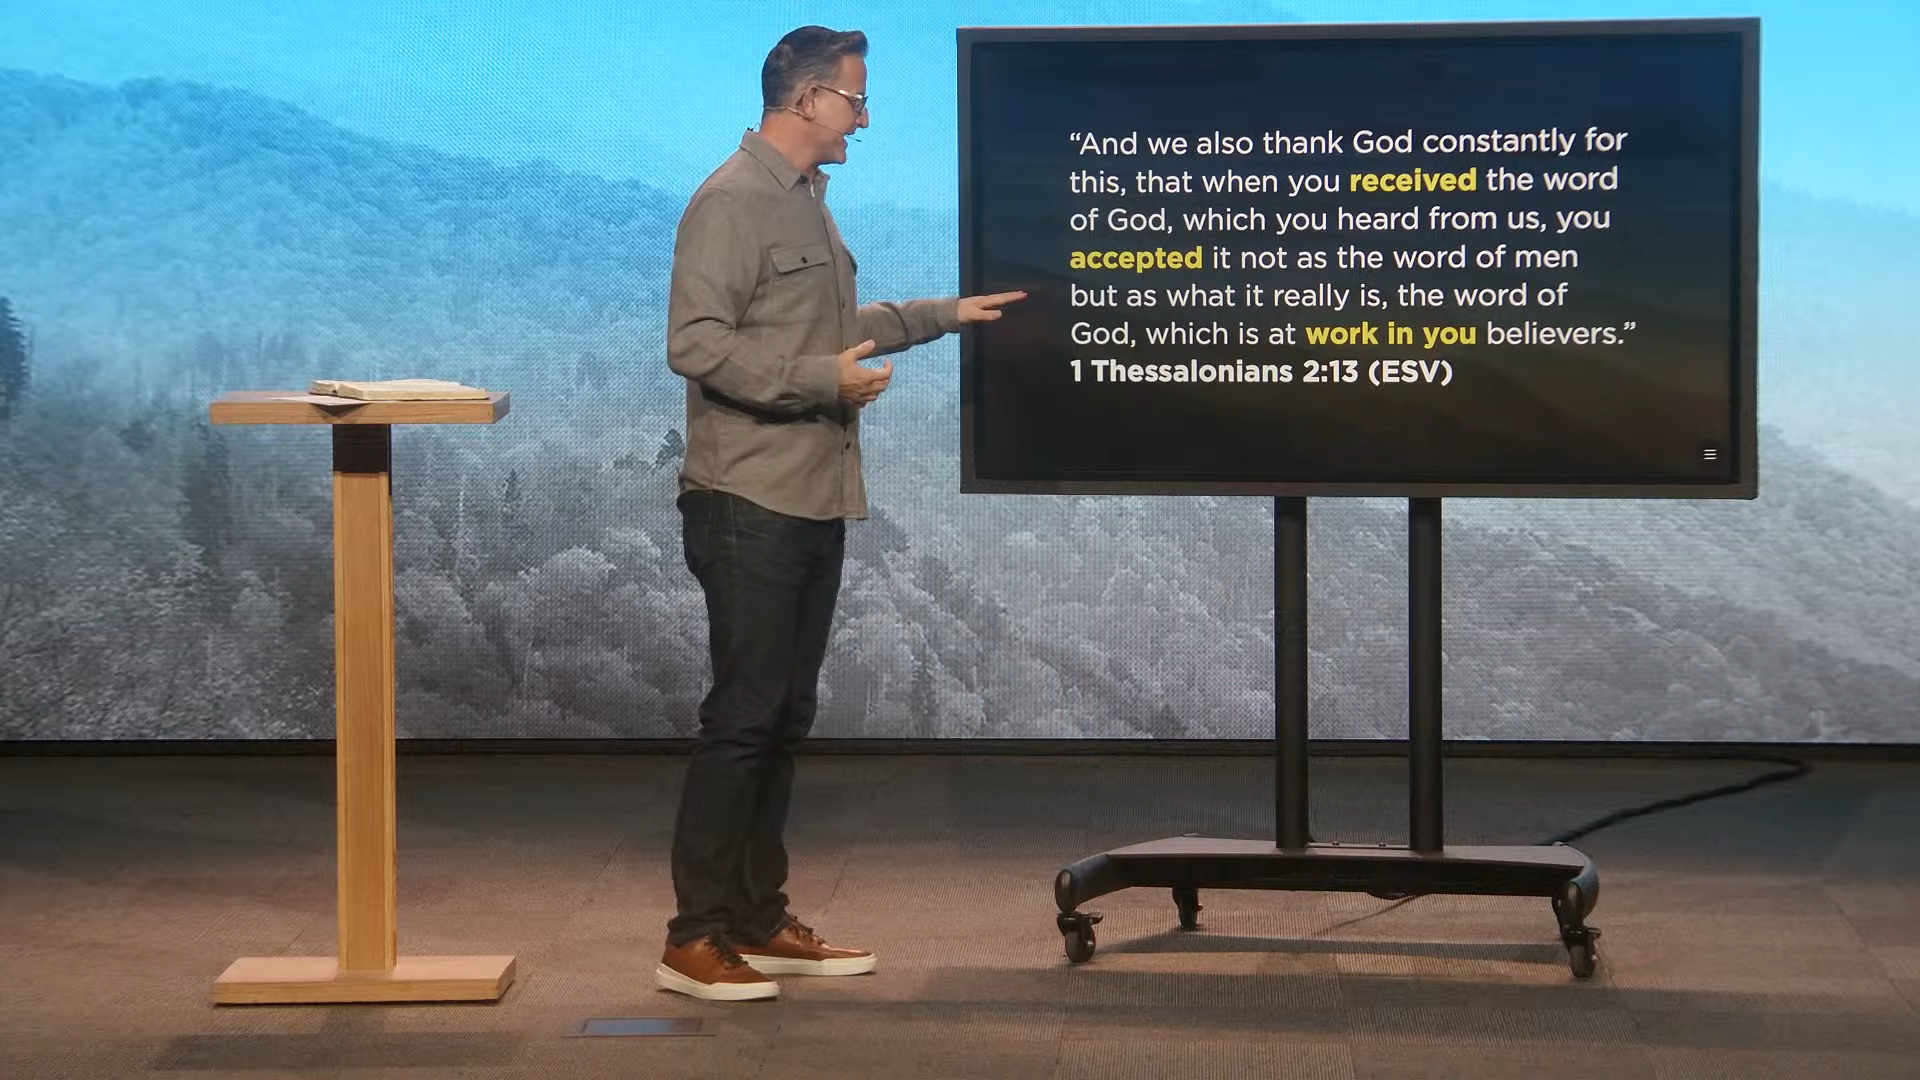 “And we also thank God constantly for
this, that when you received the word
of God, which you heard from us, you
accepted it not as the word of men
but as what it really is, the word of
God, which is at work in you believers.”
1 Thessalonians 2:13 (ESV)